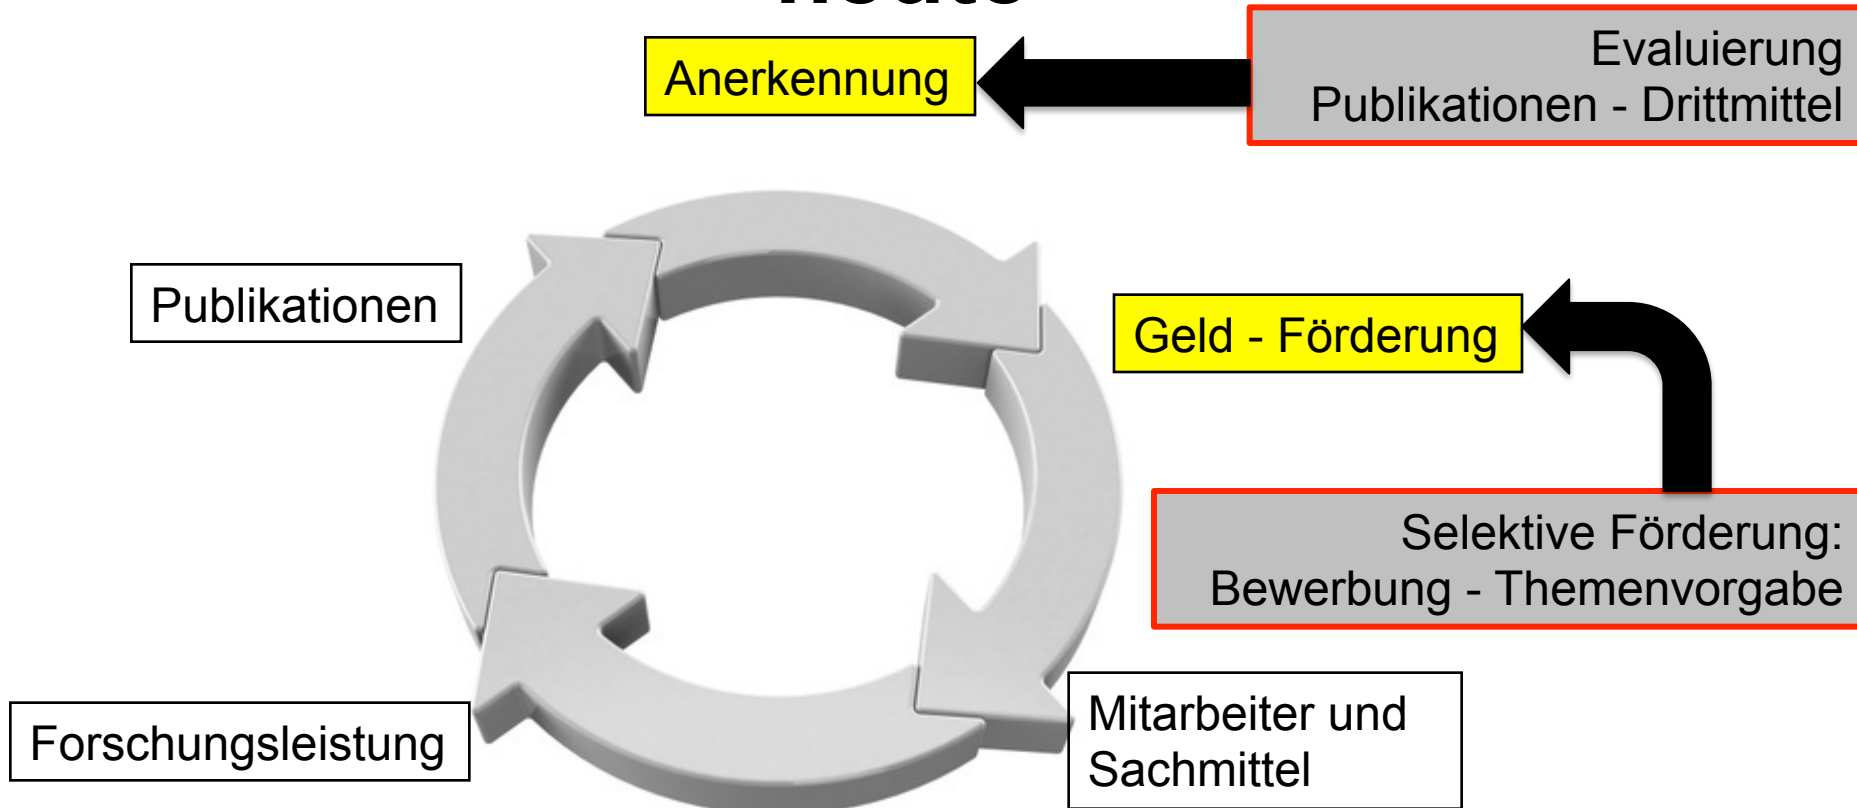 Anerkennung
Evaluierung
Publikationen - Drittmittel
Publikationen
Geld - Förderung
Selektive Förderung:
Bewerbung - Themenvorgabe
Forschungsleistung
Mitarbeiter und
Sachmittel